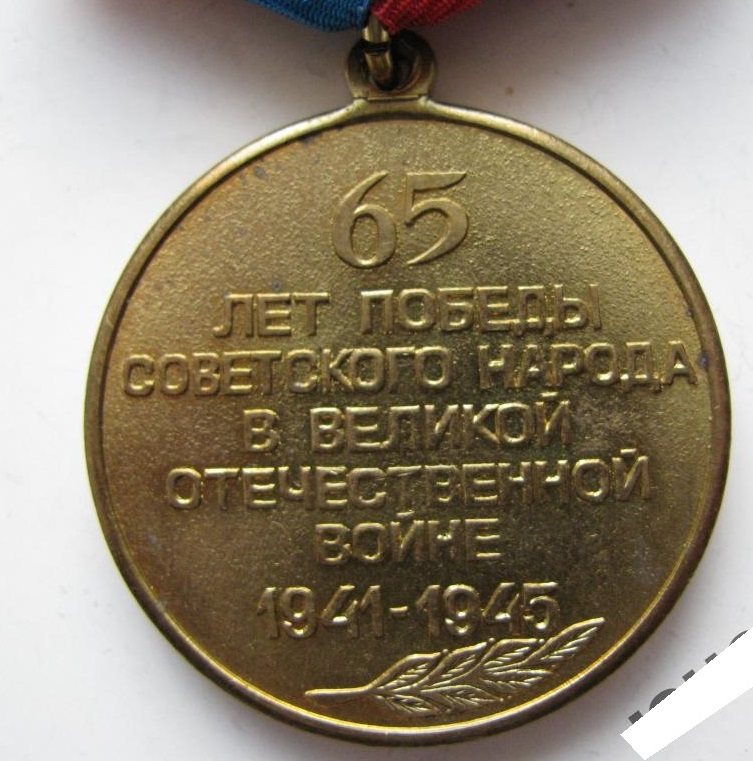 65
ЛЕТ ПОБЕДЫ
СОВЕТСКОГО НАРОДА
В ВЕЛИКОЙ
ОТЕЧЕСТВЕННОЙ
ВОЙНЕ
1941-1945